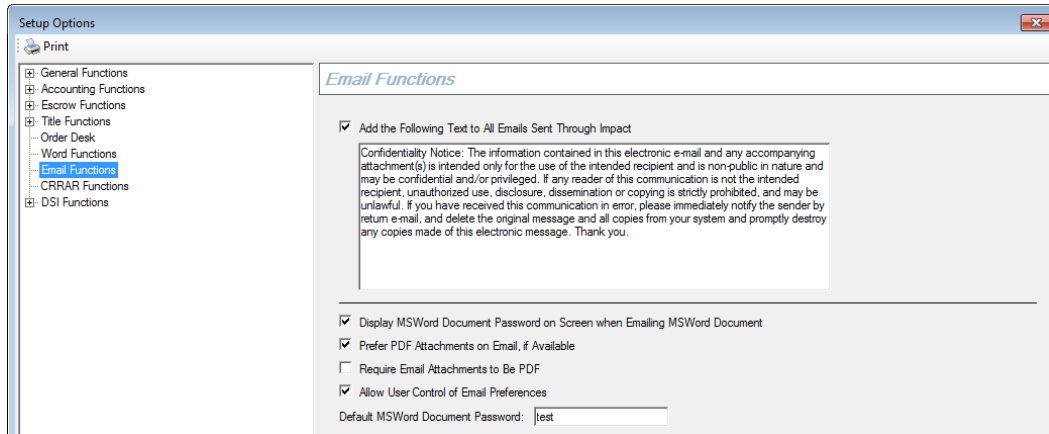 Setup Options
Print
General Functions
Accounting Functions
Escrow Functions
Title Functions
Order Desk
Word Functions
Email Functions
CRRAR Functions
DSI Functions
Email Functions
Add the Following Text to All Emails Sent Through Impact
Confidentiality Notice: The information contained in this electronic e-mail and any accompanying
attachment(s) is intended only for the use of the intended recipient and is non-public in nature and
may be confidential and/or privileged. If any reader of this communication is not the intended
recipient, unauthorized use, disclosure, dissemination or copying is strictly prohibited, and may be
unlawful. If you have received this communication in error, please immediately notify the sender by
return e-mail, and delete the original message and all copies from your system and promptly destroy
any copies made of this electronic message. Thank you.
Display MSWord Document Password on Screen when Emailing MSWord Document
Prefer PDF Attachments on Email, if Available
Require Email Attachments to Be PDF
Allow User Control of Email Preferences
Default MSWord Document Password: test